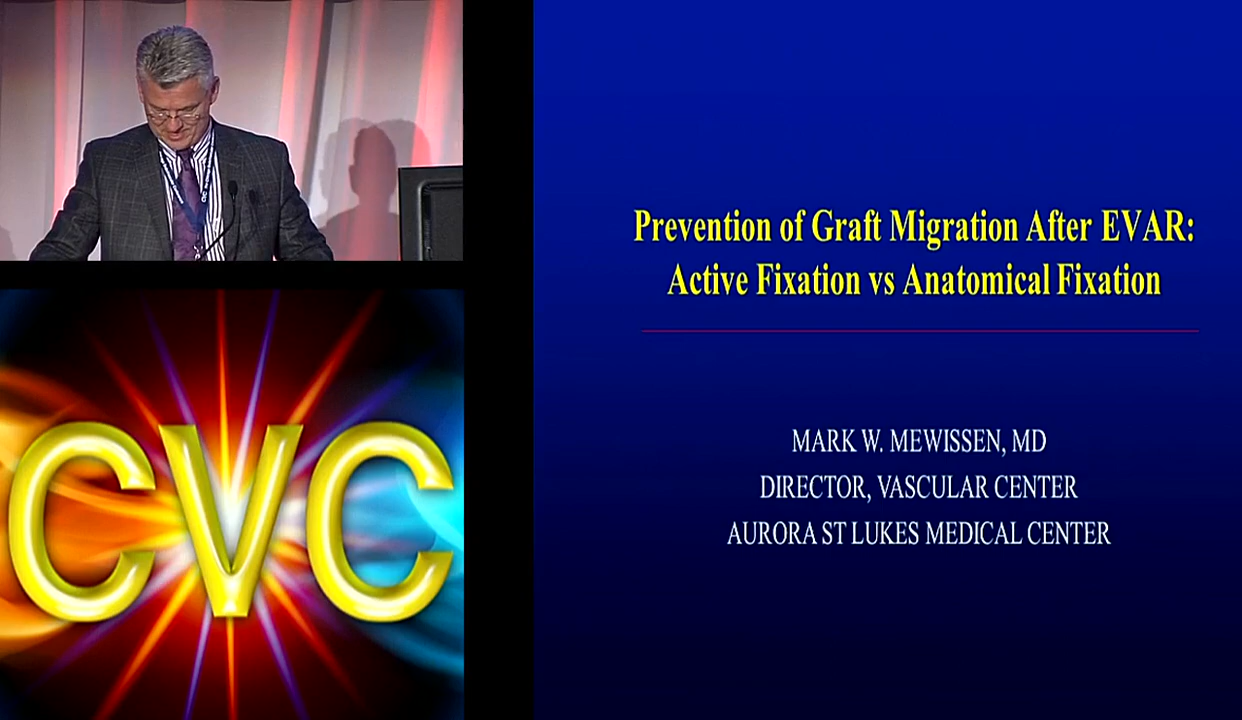 CVC
Prevention of Graft Migration After EVAR:
Active Fixation vs Anatomical Fixation
MARK W. MEWISSEN, MD
DIRECTOR, VASCULAR CENTER
AURORA ST LUKES MEDICAL CENTER